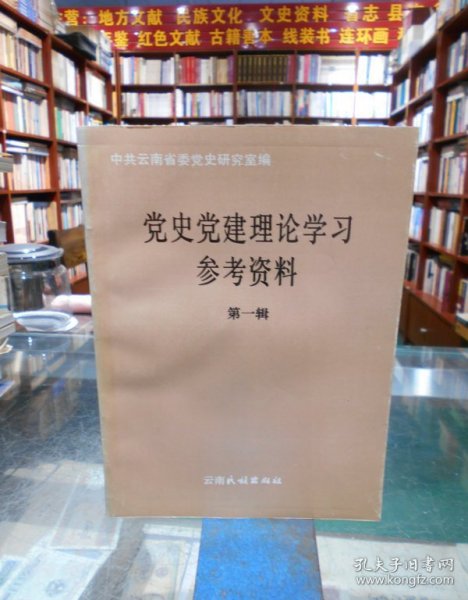 营：地方文献 民族文化 文史资料 省志 县
年鉴 红色文献 古籍善本 线装书 连环画
中共云南省委党史研究室编
党史党建理论学习
参考资料
第一辑
云南民族出版社
孔夫子旧书网
www.kongfz.com